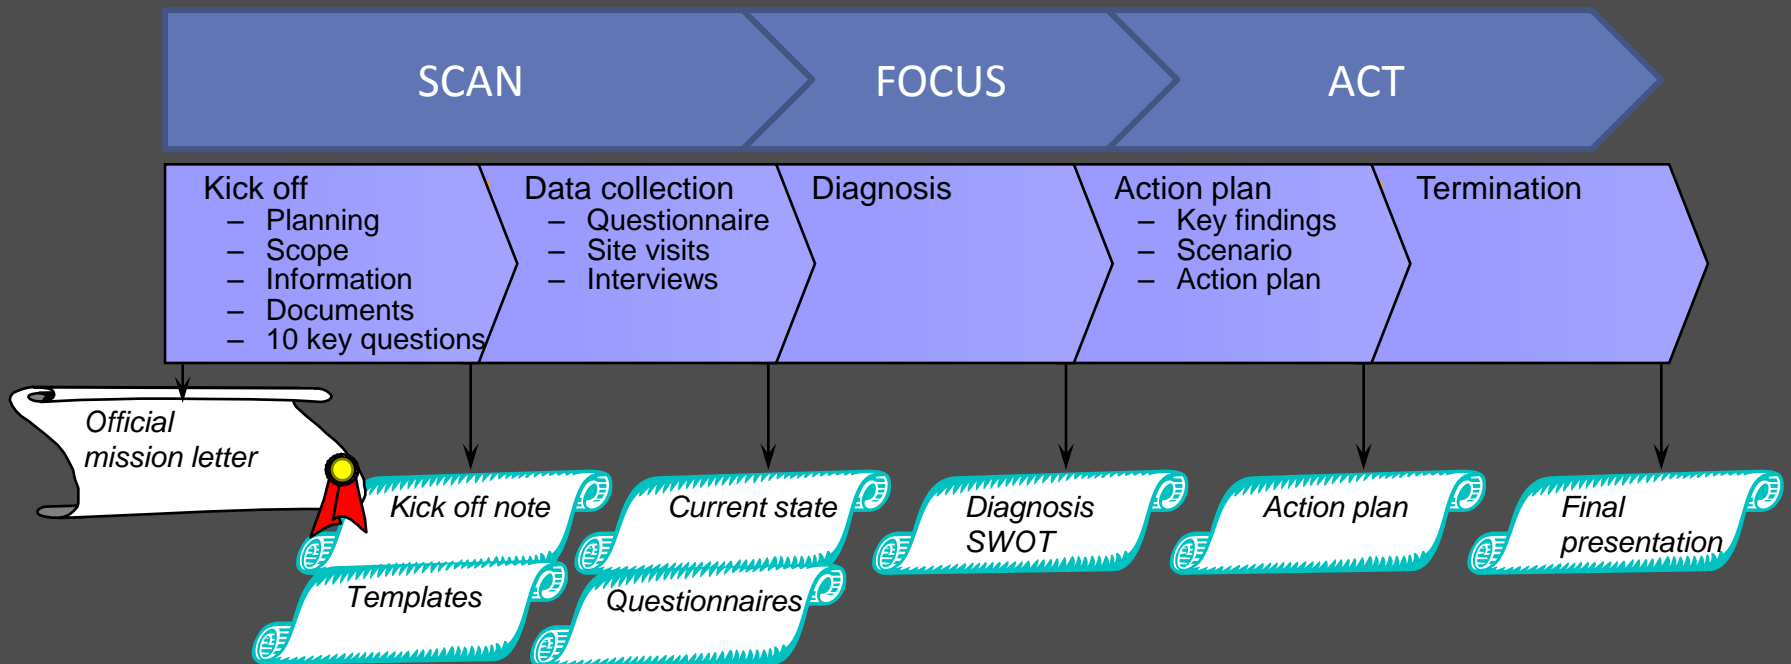 SCAN
FOCUS
ACT
Kick off
– Planning
– Scope
– Information
– Documents
– 10 key questions
Data collection
– Questionnaire
– Site visits
– Interviews
Diagnosis
Action plan
– Key findings
– Scenario
– Action plan
Termination
Official
mission letter
Kick off note
Templates
Current state
Questionnaires
Diagnosis
SWOT
Action plan
Final
presentation